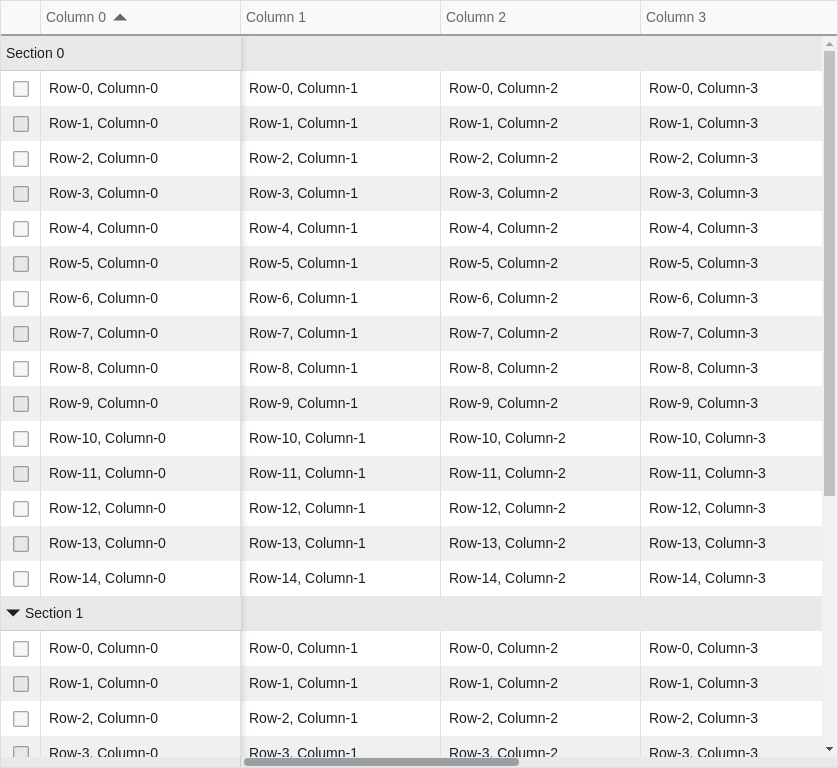 Column 0 Column 1 Column 2 Column 3
Section 0
Row-0, Column-0 Row-0, Column-1 Row-0, Column-2 Row-0, Column-3
Row-1, Column-0 Row-1, Column-1 Row-1, Column-2 Row-1, Column-3
Row-2, Column-0 Row-2, Column-1 Row-2, Column-2 Row-2, Column-3
Row-3, Column-0 Row-3, Column-1 Row-3, Column-2 Row-3, Column-3
Row-4, Column-0 Row-4, Column-1 Row-4, Column-2 Row-4, Column-3
Row-5, Column-0 Row-5, Column-1 Row-5, Column-2 Row-5, Column-3
Row-6, Column-0 Row-6, Column-1 Row-6, Column-2 Row-6, Column-3
Row-7, Column-0 Row-7, Column-1 Row-7, Column-2 Row-7, Column-3
Row-8, Column-0 Row-8, Column-1 Row-8, Column-2 Row-8, Column-3
Row-9, Column-0 Row-9, Column-1 Row-9, Column-2 Row-9, Column-3
Row-10, Column-0 Row-10, Column-1 Row-10, Column-2 Row-10, Column-3
Row-11, Column-0 Row-11, Column-1 Row-11, Column-2 Row-11, Column-3
Row-12, Column-0 Row-12, Column-1 Row-12, Column-2 Row-12, Column-3
Row-13, Column-0 Row-13, Column-1 Row-13, Column-2 Row-13, Column-3
Row-14, Column-0 Row-14, Column-1 Row-14, Column-2 Row-14, Column-3
Section 1
Row-0, Column-0 Row-0, Column-1 Row-0, Column-2 Row-0, Column-3
Row-1, Column-0 Row-1, Column-1 Row-1, Column-2 Row-1, Column-3
Row-2, Column-0 Row-2, Column-1 Row-2, Column-2 Row-2, Column-3
Row-3, Column-0 Row-3, Column-1 Row-3, Column-2 Row-3, Column-3